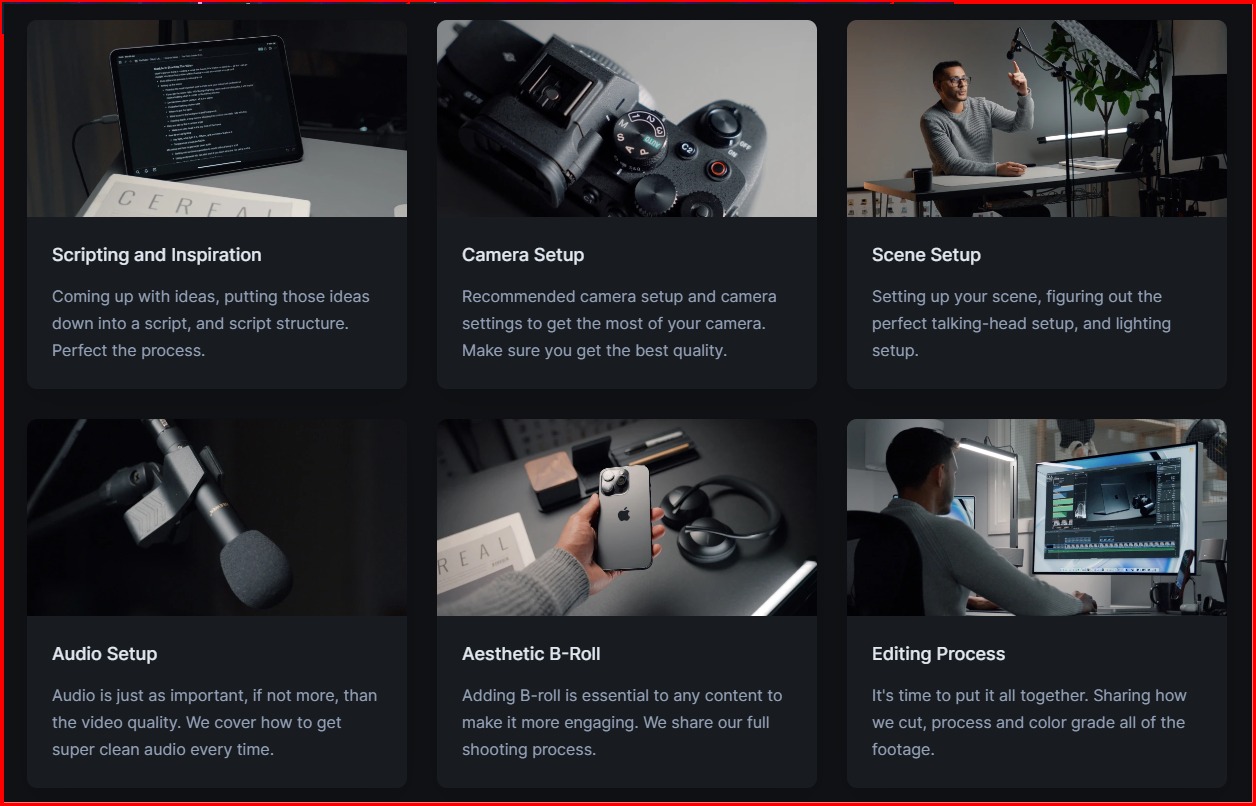 CEREAL
M
S
A
P
1
2
3
C2
OFF
ON
Scripting and Inspiration
Coming up with ideas, putting those ideas
down into a script, and script structure.
Perfect the process.
Camera Setup
Recommended camera setup and camera
settings to get the most of your camera.
Make sure you get the best quality.
Scene Setup
Setting up your scene, figuring out the
perfect talking-head setup, and lighting
setup.
REAL
Audio Setup
Audio is just as important, if not more, than
the video quality. We cover how to get
super clean audio every time.
Aesthetic B-Roll
Adding B-roll is essential to any content to
make it more engaging. We share our full
shooting process.
Editing Process
It's time to put it all together. Sharing how
we cut, process and color grade all of the
footage.